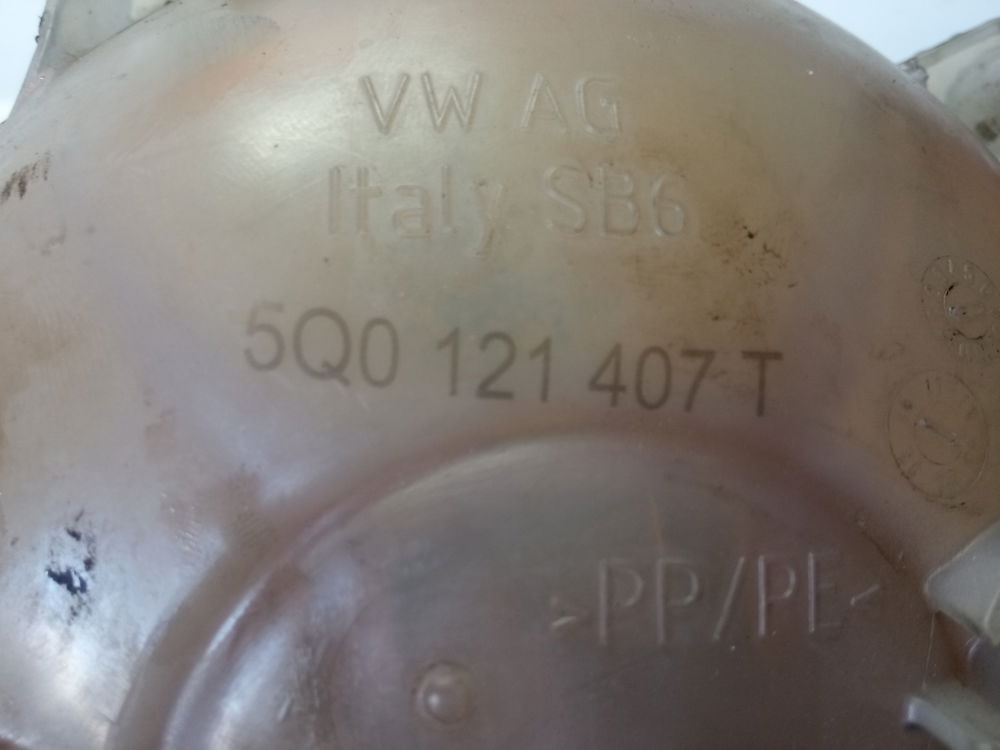 VW AG
Italy SB6
5Q0 121 407 T
>PP/PE<